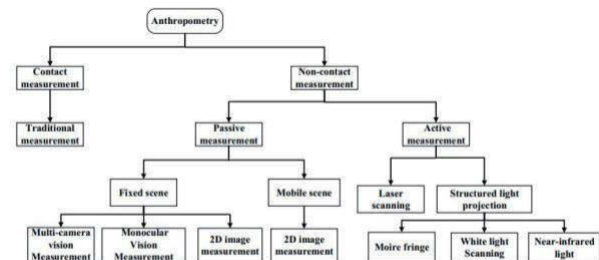 Anthropometry
Contact
measurement
Non-contact
measurement
Traditional
measurement
Passive
measurement
Active
measurement
Fixed scene
Mobile scene
Laser
scanning
Structured light
projection
Multi-camera
vision
Measurement
Monocular
Vision
Measurement
2D image
measurement
2D image
measurement
Moire fringe
White light
Scanning
Near-infrared
light